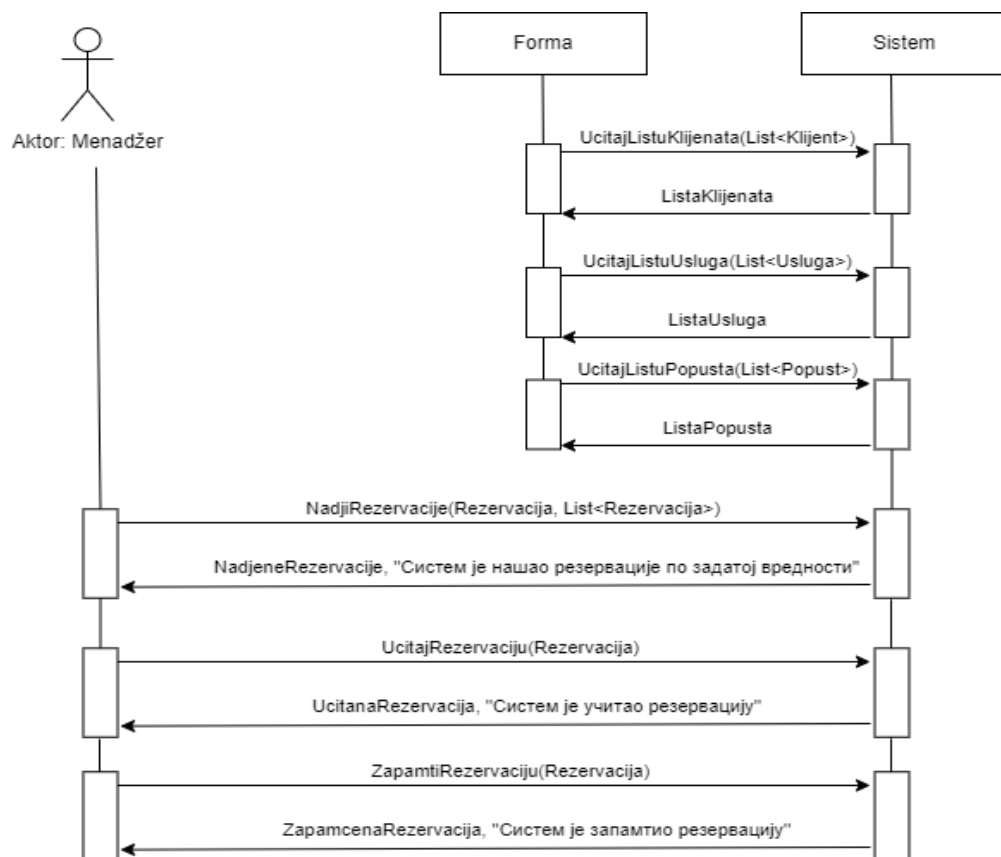 Forma
Sistem
Aktor: Menadžer
UcitajListuKlijenata(List<Klijent>)
ListaKlijenata
UcitajListuUsluga(List<Usluga>)
ListaUsluga
UcitajListuPopusta(List<Popust>)
ListaPopusta
NadjiRezervacije(Rezervacija, List<Rezervacija>)
NadjeneRezervacije, "Систем је нашао резервације по задатој вредности"
UcitajRezervaciju(Rezervacija)
UcitanaRezervacija, "Систем је учитао резервацију"
ZapamtiRezervaciju(Rezervacija)
ZapamcenaRezervacija, "Систем је запамтио резервацију"